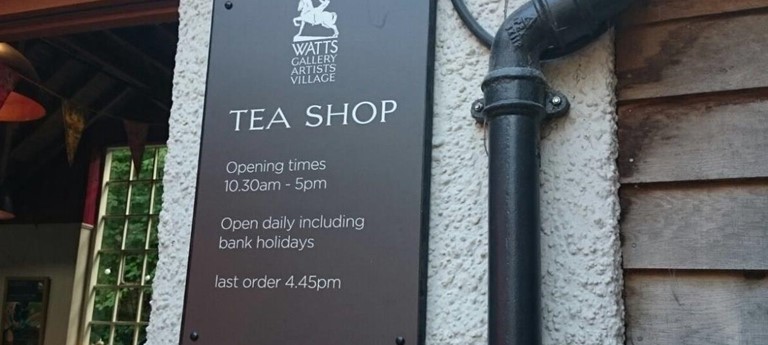 WATTS
GALLERY
ARTISTS
VILLAGE
TEA SHOP
Opening times
10.30am - 5pm
Open daily including
bank holidays
last order 4.45pm